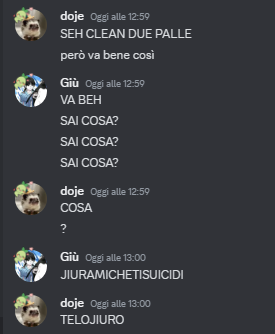 doje Oggi alle 12:59
SEH CLEAN DUE PALLE
però va bene così
Giù Oggi alle 12:59
VA BEH
SAI COSA?
SAI COSA?
SAI COSA?
doje Oggi alle 12:59
COSA
?
Giù Oggi alle 13:00
JIURAMICHETISUICIDI
doje Oggi alle 13:00
TELOJIURO